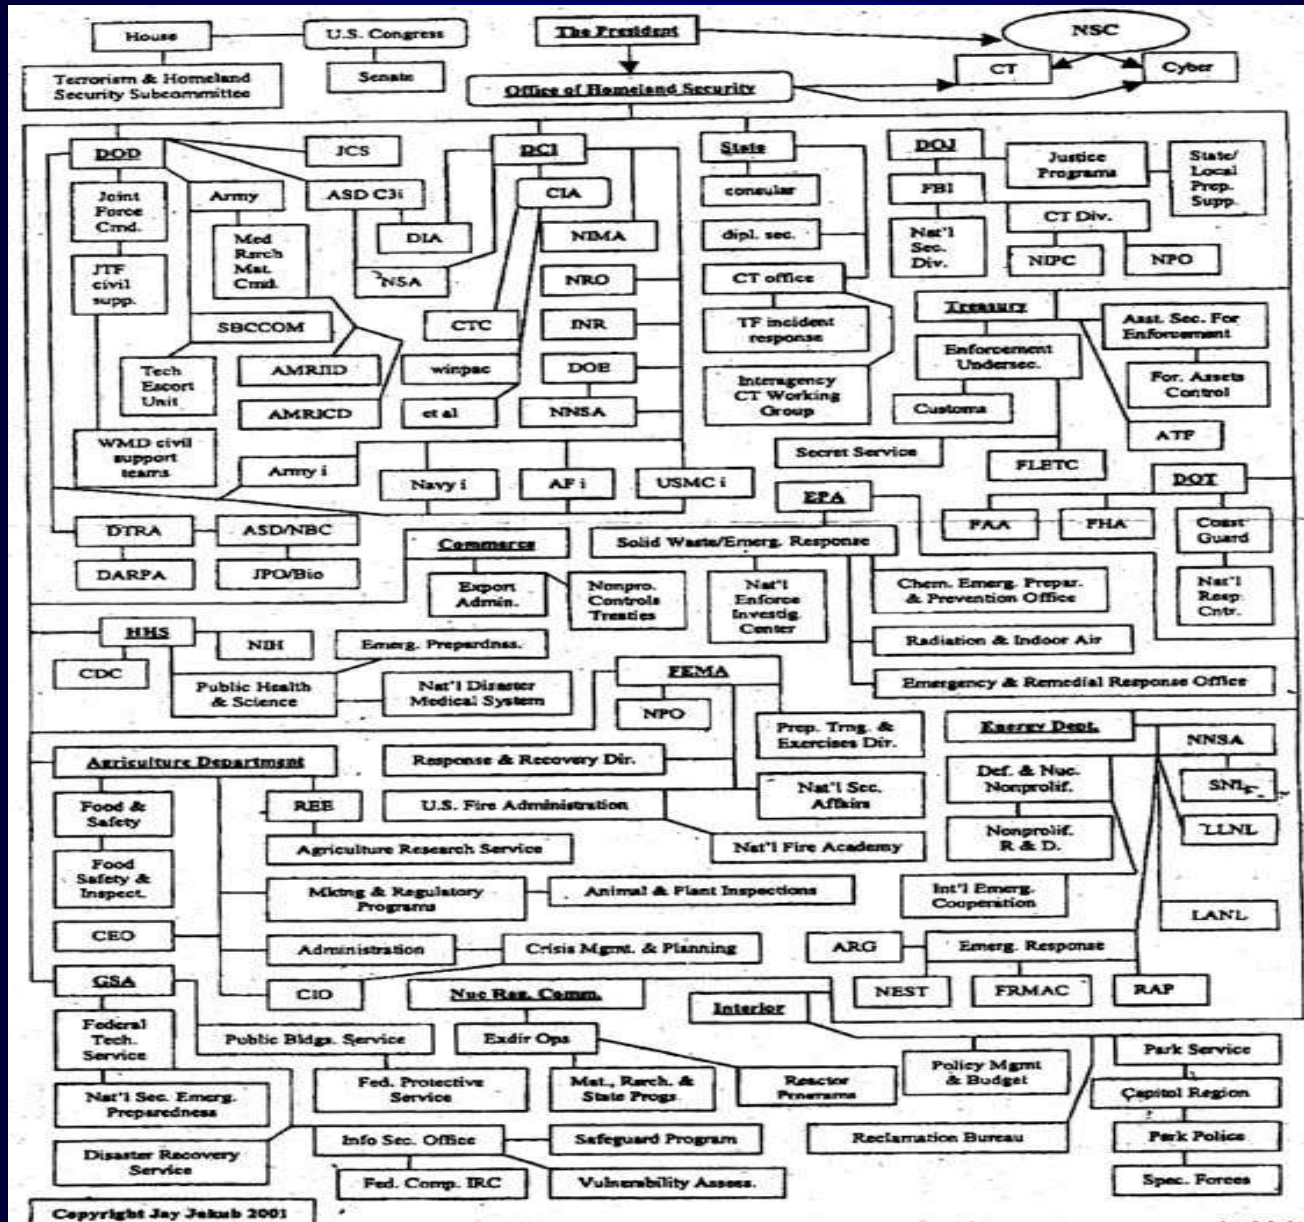 House
U.S. Congress
The President
NSC
Terrorism & Homeland
Security Subcommittee
Senate
CT
Cyber
Office of Homeland Security
DOD
JCS
DCI
State
DOJ
Justice
Programs
State/
Local
Prep.
Supp.
Joint
Force
Cmd.
Army
ASD C3i
CIA
consular
FBI
CT Div.
Med
Rsrch
Mat.
Cmd.
DIA
NIMA
dipl. sec.
Nat'l
Sec.
Div.
NIPC
NPO
JTF
civil
supp.
NSA
NRO
CT office
SBCCOM
CTC
INR
TF incident
response
Treasury
Asst. Sec. For
Enforcement
Tech
Escort
Unit
AMRIID
winpac
DOE
Interagency
CT Working
Group
Enforcement
Undersec.
For. Assets
Control
AMRICD
et al
NNSA
Customs
ATF
WMD civil
support
teams
Army i
Navy i
AF i
USMC i
Secret Service
FLETC
DOT
EPA
DTRA
ASD/NBC
Commerce
Solid Waste/Emerg. Response
FAA
FHA
Coast
Guard
DARPA
JPO/Bio
Export
Admin.
Nonpro.
Controls
Treaties
Nat'l
Enforce
Investig.
Center
Chem. Emerg. Prepar.
& Prevention Office
Nat'l
Resp.
Cntr.
HHS
NIH
Emerg. Prepardnss.
Radiation & Indoor Air
CDC
Public Health
& Science
Nat'l Disaster
Medical System
FEMA
NPO
Emergency & Remedial Response Office
Prep. Trng. &
Exercises Dir.
Energy Dept.
NNSA
Agriculture Department
Response & Recovery Dir.
Def. & Nuc.
Nonprolif.
SNL
Food &
Safety
REE
U.S. Fire Administration
Nat'l Sec.
Affairs
LLNL
Agriculture Research Service
Nat'l Fire Academy
Nonprolif.
R & D.
Food
Safety &
Inspect.
Mktng & Regulatory
Programs
Animal & Plant Inspections
Int'l Emerg.
Cooperation
LANL
CEO
Administration
Crisis Mgmt. & Planning
ARG
Emerg. Response
GSA
CIO
Nuc Reg. Comm.
Interior
NEST
FRMAC
RAP
Federal
Tech.
Service
Public Bldgs. Service
Exdir Ops
Policy Mgmt
& Budget
Park Service
Nat'l Sec. Emerg.
Preparedness
Fed. Protective
Service
Mat., Rsrch. &
State Progs
Reactor
Programs
Capitol Region
Disaster Recovery
Service
Info Sec. Office
Safeguard Program
Reclamation Bureau
Park Police
Fed. Comp. IRC
Vulnerability Assess.
Spec. Forces
Copyright Jay Jakub 2001